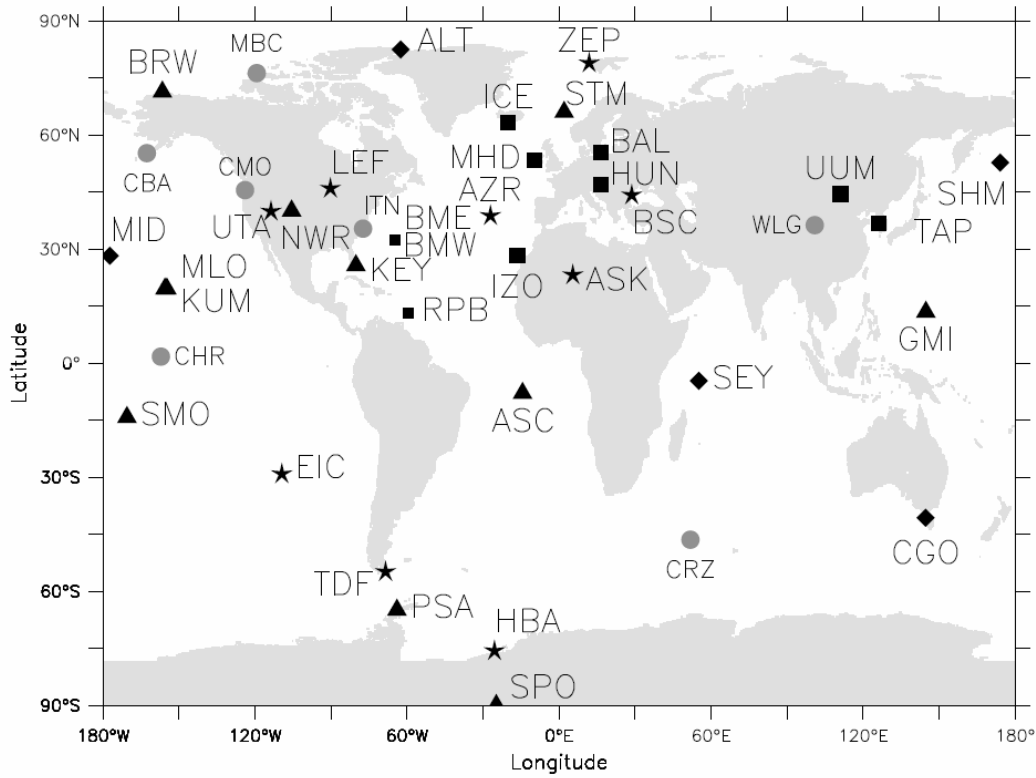 90°N
MBC
ALT
ZEP
BRW
ICE
STM
60°N
MHD
BAL
CBA
CMO
LEF
HUN
UUM
SHM
AZR
ITN
BME
UTA
NWR
BMW
BSC
WLG
TAP
MID
30°N
KEY
IZO
ASK
MLO
KUM
RPB
GMI
CHR
0°
SEY
SMO
ASC
EIC
30°S
CGO
CRZ
TDF
60°S
PSA
HBA
SPO
90°S
Latitude
180°W
120°W
60°W
0°E
60°E
120°E
180°
Longitude